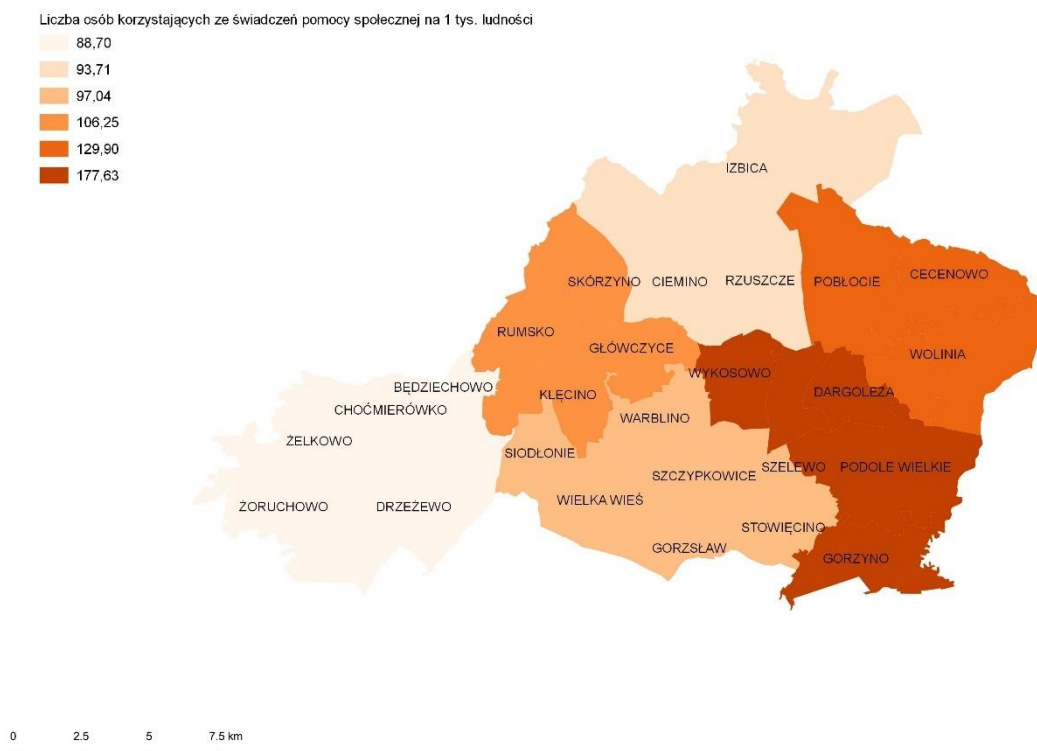 Liczba osób korzystających ze świadczeń pomocy społecznej na 1 tys. ludności
88,70
93,71
97,04
106,25
129,90
177,63
IZBICA
SKÓRZYNO CIEMINO RZUSZCZE POBŁOCIE CECENOWO
RUMSKO
GŁÓWCZYCE WOLINIA
WYKOSOWO
BĘDZIECHOWO KLĘCINO DARGOLEZA
CHOĆMIERÓWKO WARBLINO
ŻELKOWO
SIODŁONIE
SZCZYPKOWICE SZELEWO PODOLE WIELKIE
ŻORUCHOWO DRZEŻEWO WIELKA WIEŚ
STOWIĘCINO
GORZSŁAW GORZYNO
0 2.5 5 7.5 km